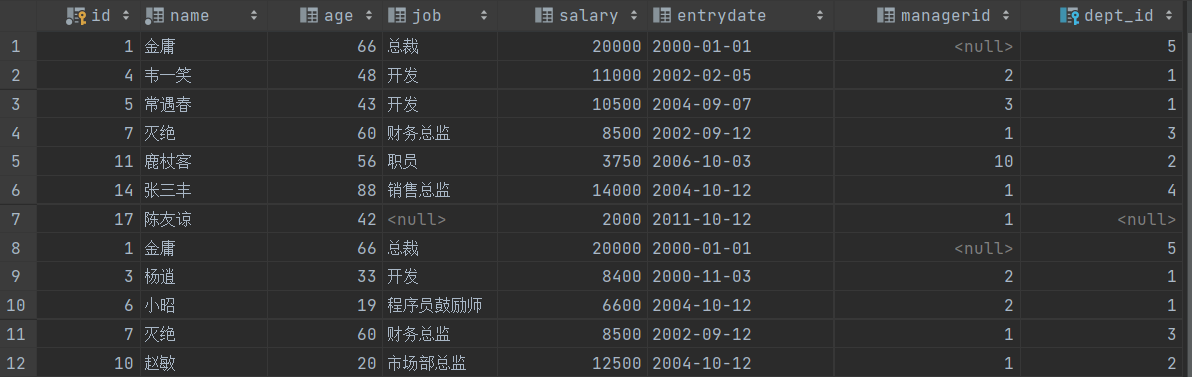 id name age job salary entrydate managerid dept_id
1 1 金庸 66 总裁 20000 2000-01-01 <null> 5
2 4 韦一笑 48 开发 11000 2002-02-05 2 1
3 5 常遇春 43 开发 10500 2004-09-07 3 1
4 7 灭绝 60 财务总监 8500 2002-09-12 1 3
5 11 鹿杖客 56 职员 3750 2006-10-03 10 2
6 14 张三丰 88 销售总监 14000 2004-10-12 1 4
7 17 陈友谅 42 <null> 2000 2011-10-12 1 <null>
8 1 金庸 66 总裁 20000 2000-01-01 <null> 5
9 3 杨逍 33 开发 8400 2000-11-03 2 1
10 6 小昭 19 程序员鼓励师 6600 2004-10-12 2 1
11 7 灭绝 60 财务总监 8500 2002-09-12 1 3
12 10 赵敏 20 市场部总监 12500 2004-10-12 1 2